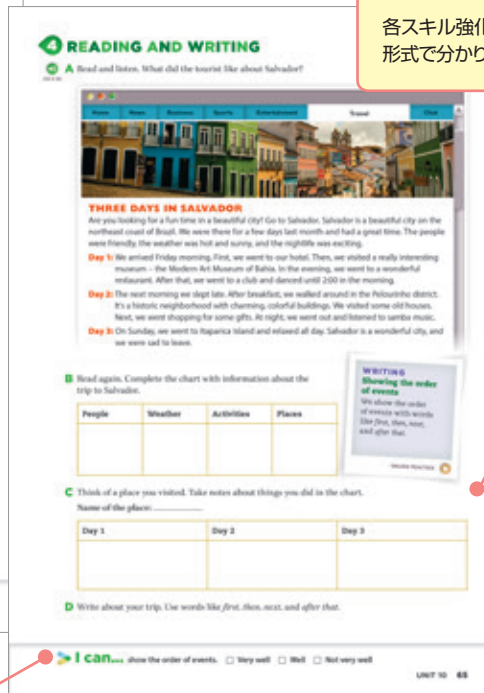 各スキル強化
形式で分かり
4 READING AND WRITING
A Read and listen. What did the tourist like about Salvador?
Home News Business Sports Entertainment Travel Chat
THREE DAYS IN SALVADOR
Are you looking for a fun time in a beautiful city? Go to Salvador. Salvador is a beautiful city on the
northeast coast of Brazil. We were there for a few days last month and had a great time. The people
were friendly, the weather was hot and sunny, and the nightlife was exciting.
Day 1: We arrived Friday morning. First, we went to our hotel. Then, we visited a really interesting
museum – the Modern Art Museum of Bahia. In the evening, we went to a wonderful
restaurant. After that, we went to a club and danced until 2:00 in the morning.
Day 2: The next morning we slept late. After breakfast, we walked around in the Pelourinho district.
It's a historic neighborhood with charming, colorful buildings. We visited some old houses.
Next, we went shopping for some gifts. At night, we went out and listened to samba music.
Day 3: On Sunday, we went to Itaparica Island and relaxed all day. Salvador is a wonderful city, and
we were sad to leave.
B Read again. Complete the chart with information about the
trip to Salvador.
People Weather Activities Places
WRITING
Showing the order
of events
We show the order
of events with words
like first, then, next,
and after that.
ONLINE PRACTICE
C Think of a place you visited. Take notes about things you did in the chart.
Name of the place:
Day 1 Day 2 Day 3
D Write about your trip. Use words like first, then, next, and after that.
I can... show the order of events. Very well Well Not very well
UNIT 10 65